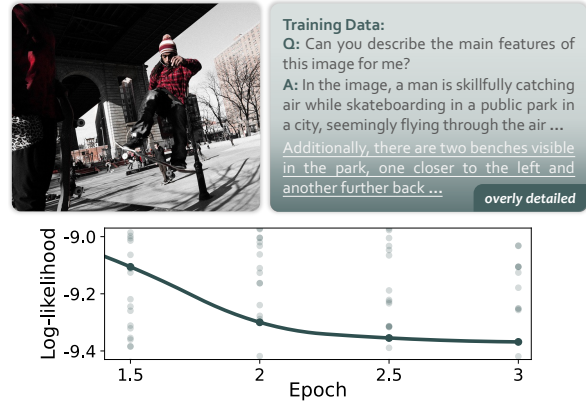 Training Data:
Q: Can you describe the main features of
this image for me?
A: In the image, a man is skillfully catching
air while skateboarding in a public park in
a city, seemingly flying through the air ...
Additionally, there are two benches visible
in the park, one closer to the left and
another further back ...
overly detailed
Log-likelihood
-9.0
-9.2
-9.4
1.5
2
2.5
3
Epoch